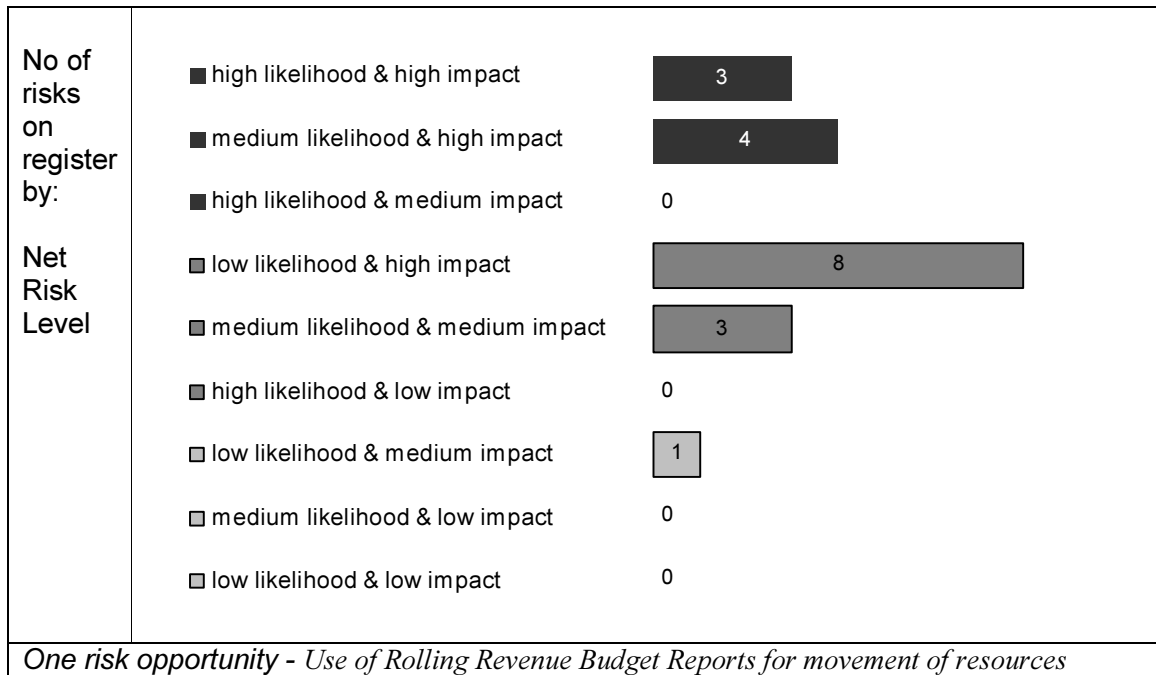 No of
risks
on
register
by:
Net
Risk
Level
high likelihood & high impact 3
medium likelihood & high impact 4
high likelihood & medium impact 0
low likelihood & high impact 8
medium likelihood & medium impact 3
high likelihood & low impact 0
low likelihood & medium impact 1
medium likelihood & low impact 0
low likelihood & low impact 0
One risk opportunity - Use of Rolling Revenue Budget Reports for movement of resources